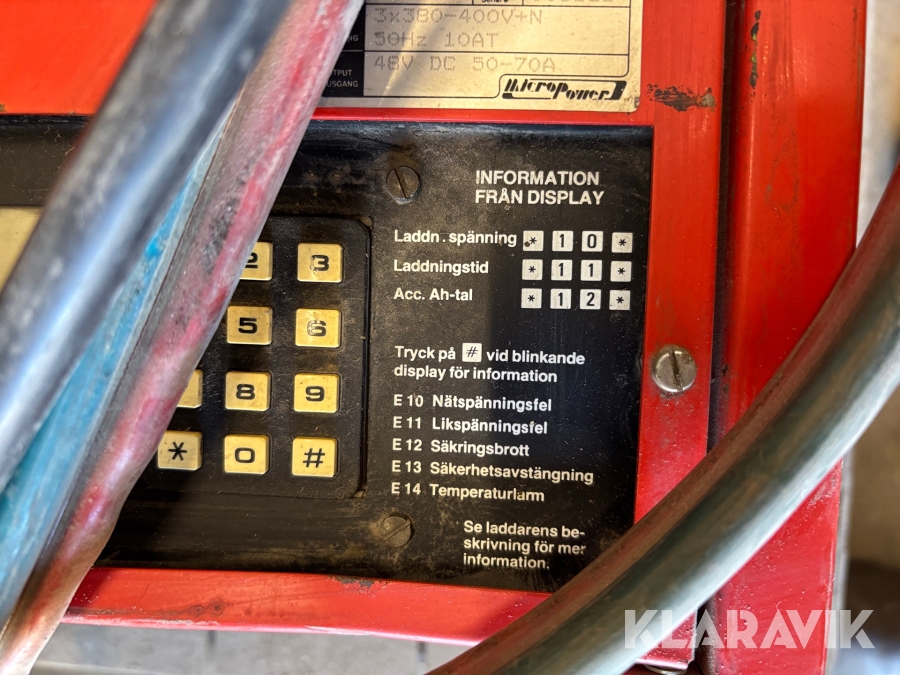 3x380-400V+N
50Hz 10AT
48V DC 50-70A
MicroPower
INFORMATION
FRÅN DISPLAY
Laddn. spänning * 1 0 *
Laddningstid * 1 1 *
Acc. Ah-tal * 1 2 *
Tryck på # vid blinkande
display för information
E 10 Nätspänningsfel
E 11 Likspänningsfel
E 12 Säkringsbrott
E 13 Säkerhetsavstängning
E 14 Temperaturlarm
Se laddarens be-
skrivning för mer
information.
2 3
5 6
8 9
* 0 #
KLARAVIK